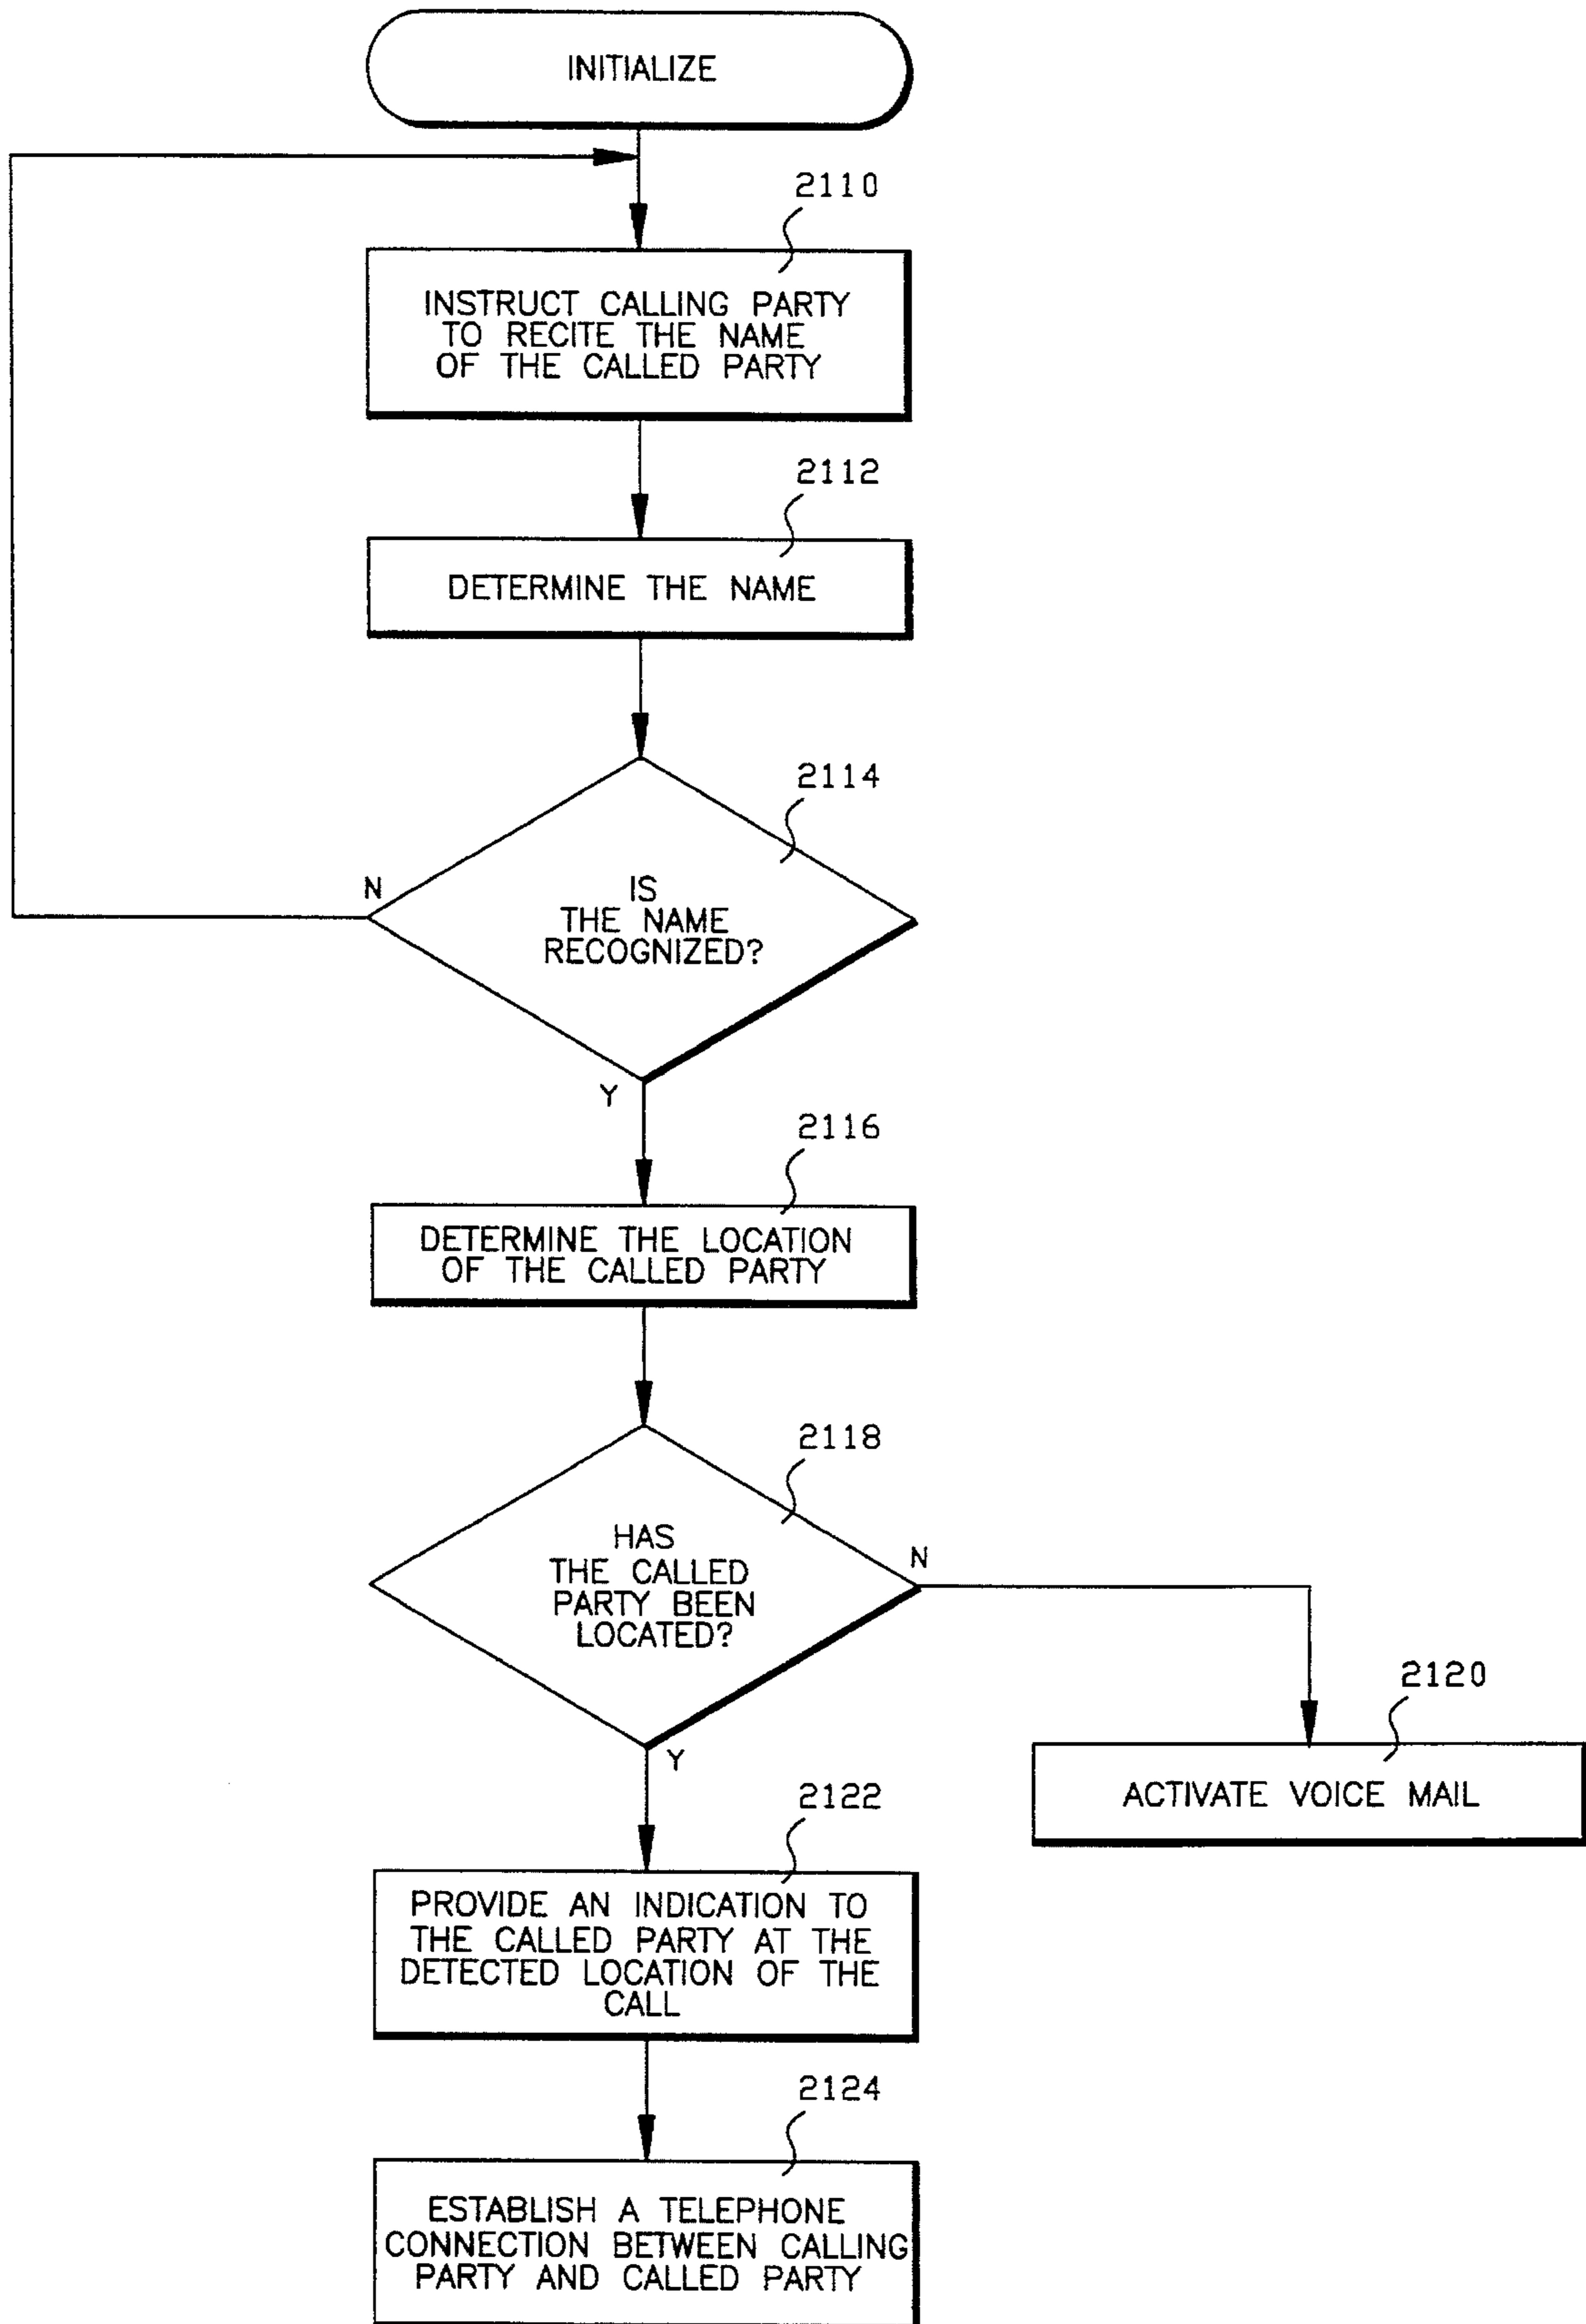 INITIALIZE
2110
INSTRUCT CALLING PARTY
TO RECITE THE NAME
OF THE CALLED PARTY
2112
DETERMINE THE NAME
2114
N
IS
THE NAME
RECOGNIZED?
Y
2116
DETERMINE THE LOCATION
OF THE CALLED PARTY
2118
HAS
THE CALLED
PARTY BEEN
LOCATED?
N
Y
2120
ACTIVATE VOICE MAIL
2122
PROVIDE AN INDICATION TO
THE CALLED PARTY AT THE
DETECTED LOCATION OF THE
CALL
2124
ESTABLISH A TELEPHONE
CONNECTION BETWEEN CALLING
PARTY AND CALLED PARTY